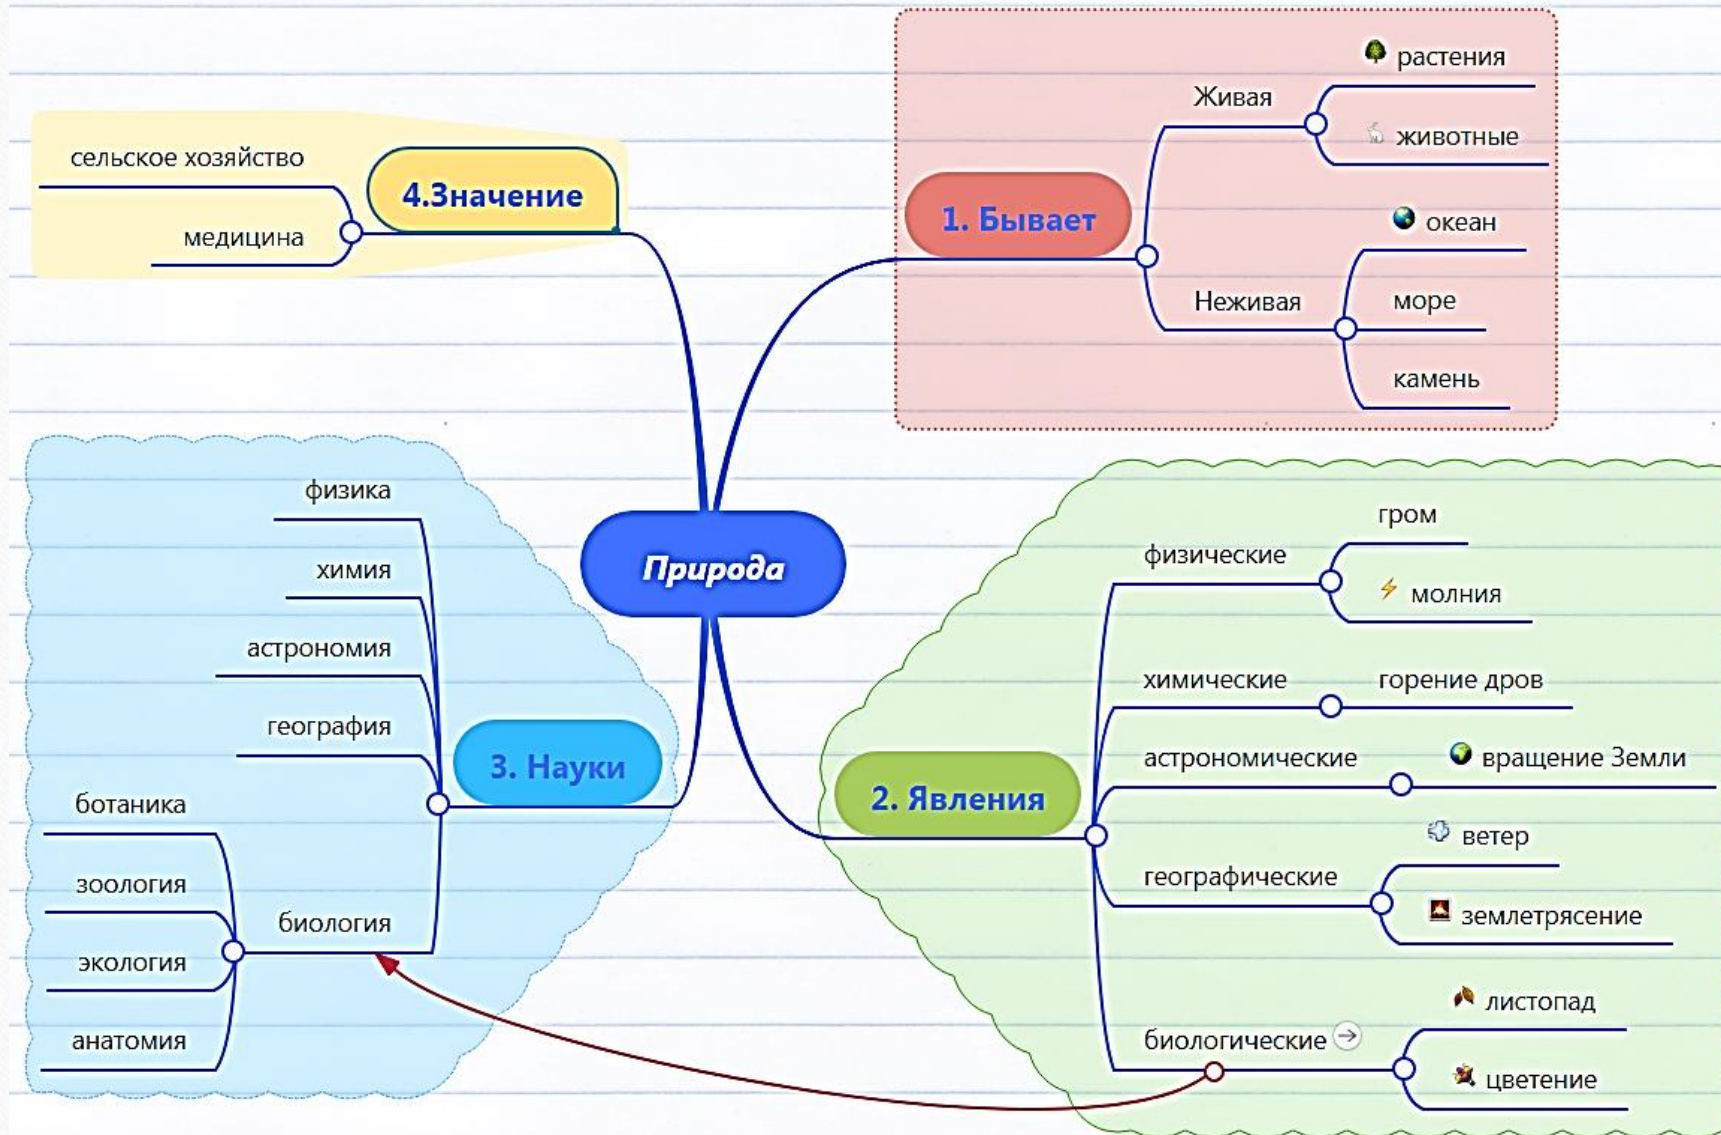 Природа
1. Бывает
Живая
растения
животные
Неживая
океан
море
камень
2. Явления
физические
гром
молния
химические
горение дров
астрономические
вращение Земли
географические
ветер
землетрясение
биологические
листопад
цветение
3. Науки
физика
химия
астрономия
география
биология
ботаника
зоология
экология
анатомия
4.Значение
сельское хозяйство
медицина